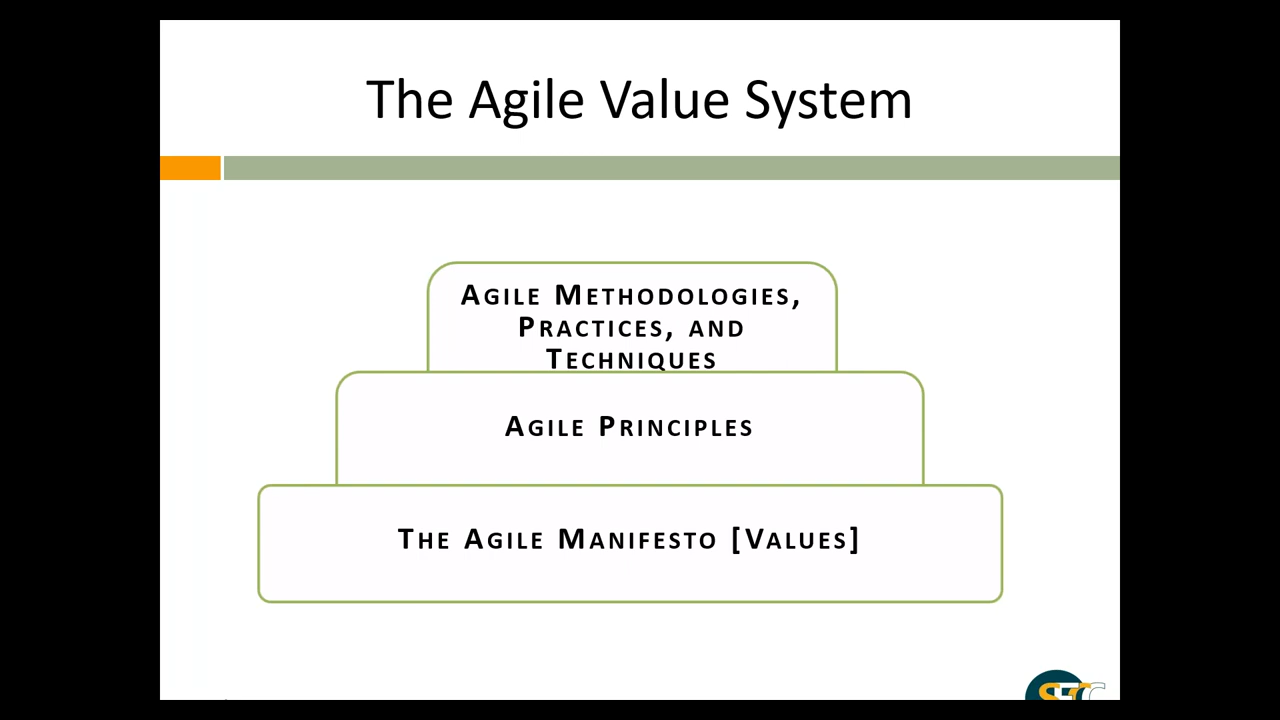 The Agile Value System
Agile Methodologies,
Practices, and
Techniques
Agile Principles
The Agile Manifesto [Values]